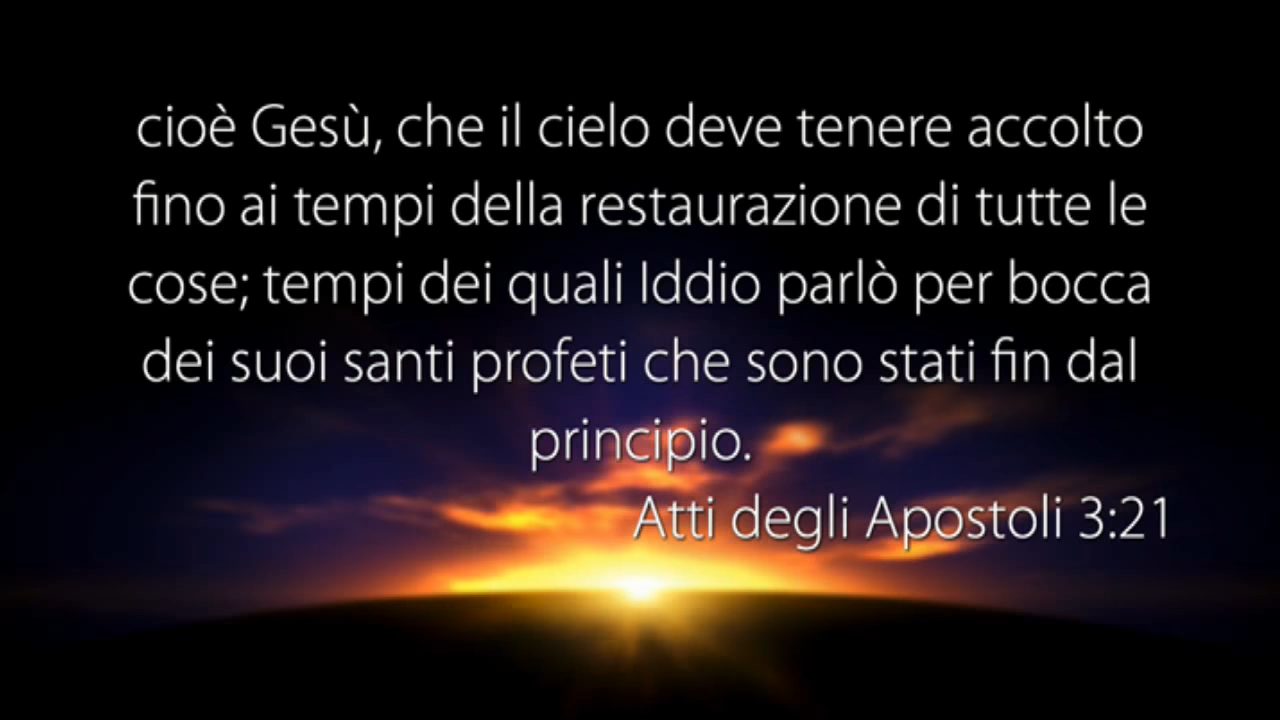 cioè Gesù, che il cielo deve tenere accolto
fino ai tempi della restaurazione di tutte le
cose; tempi dei quali Iddio parlò per bocca
dei suoi santi profeti che sono stati fin dal
principio.
Atti degli Apostoli 3:21